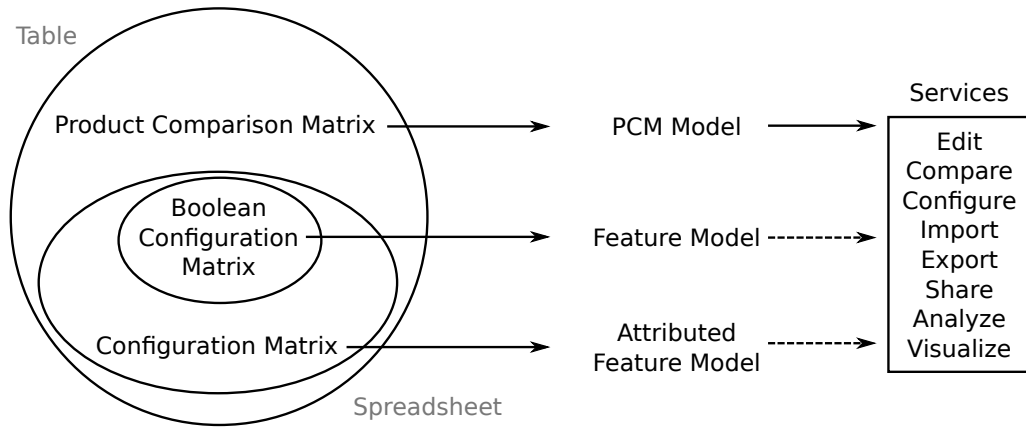 Table
Services
Product Comparison Matrix
PCM Model
Edit
Compare
Configure
Import
Export
Share
Analyze
Visualize
Boolean
Configuration
Matrix
Feature Model
Configuration Matrix
Attributed
Feature Model
Spreadsheet